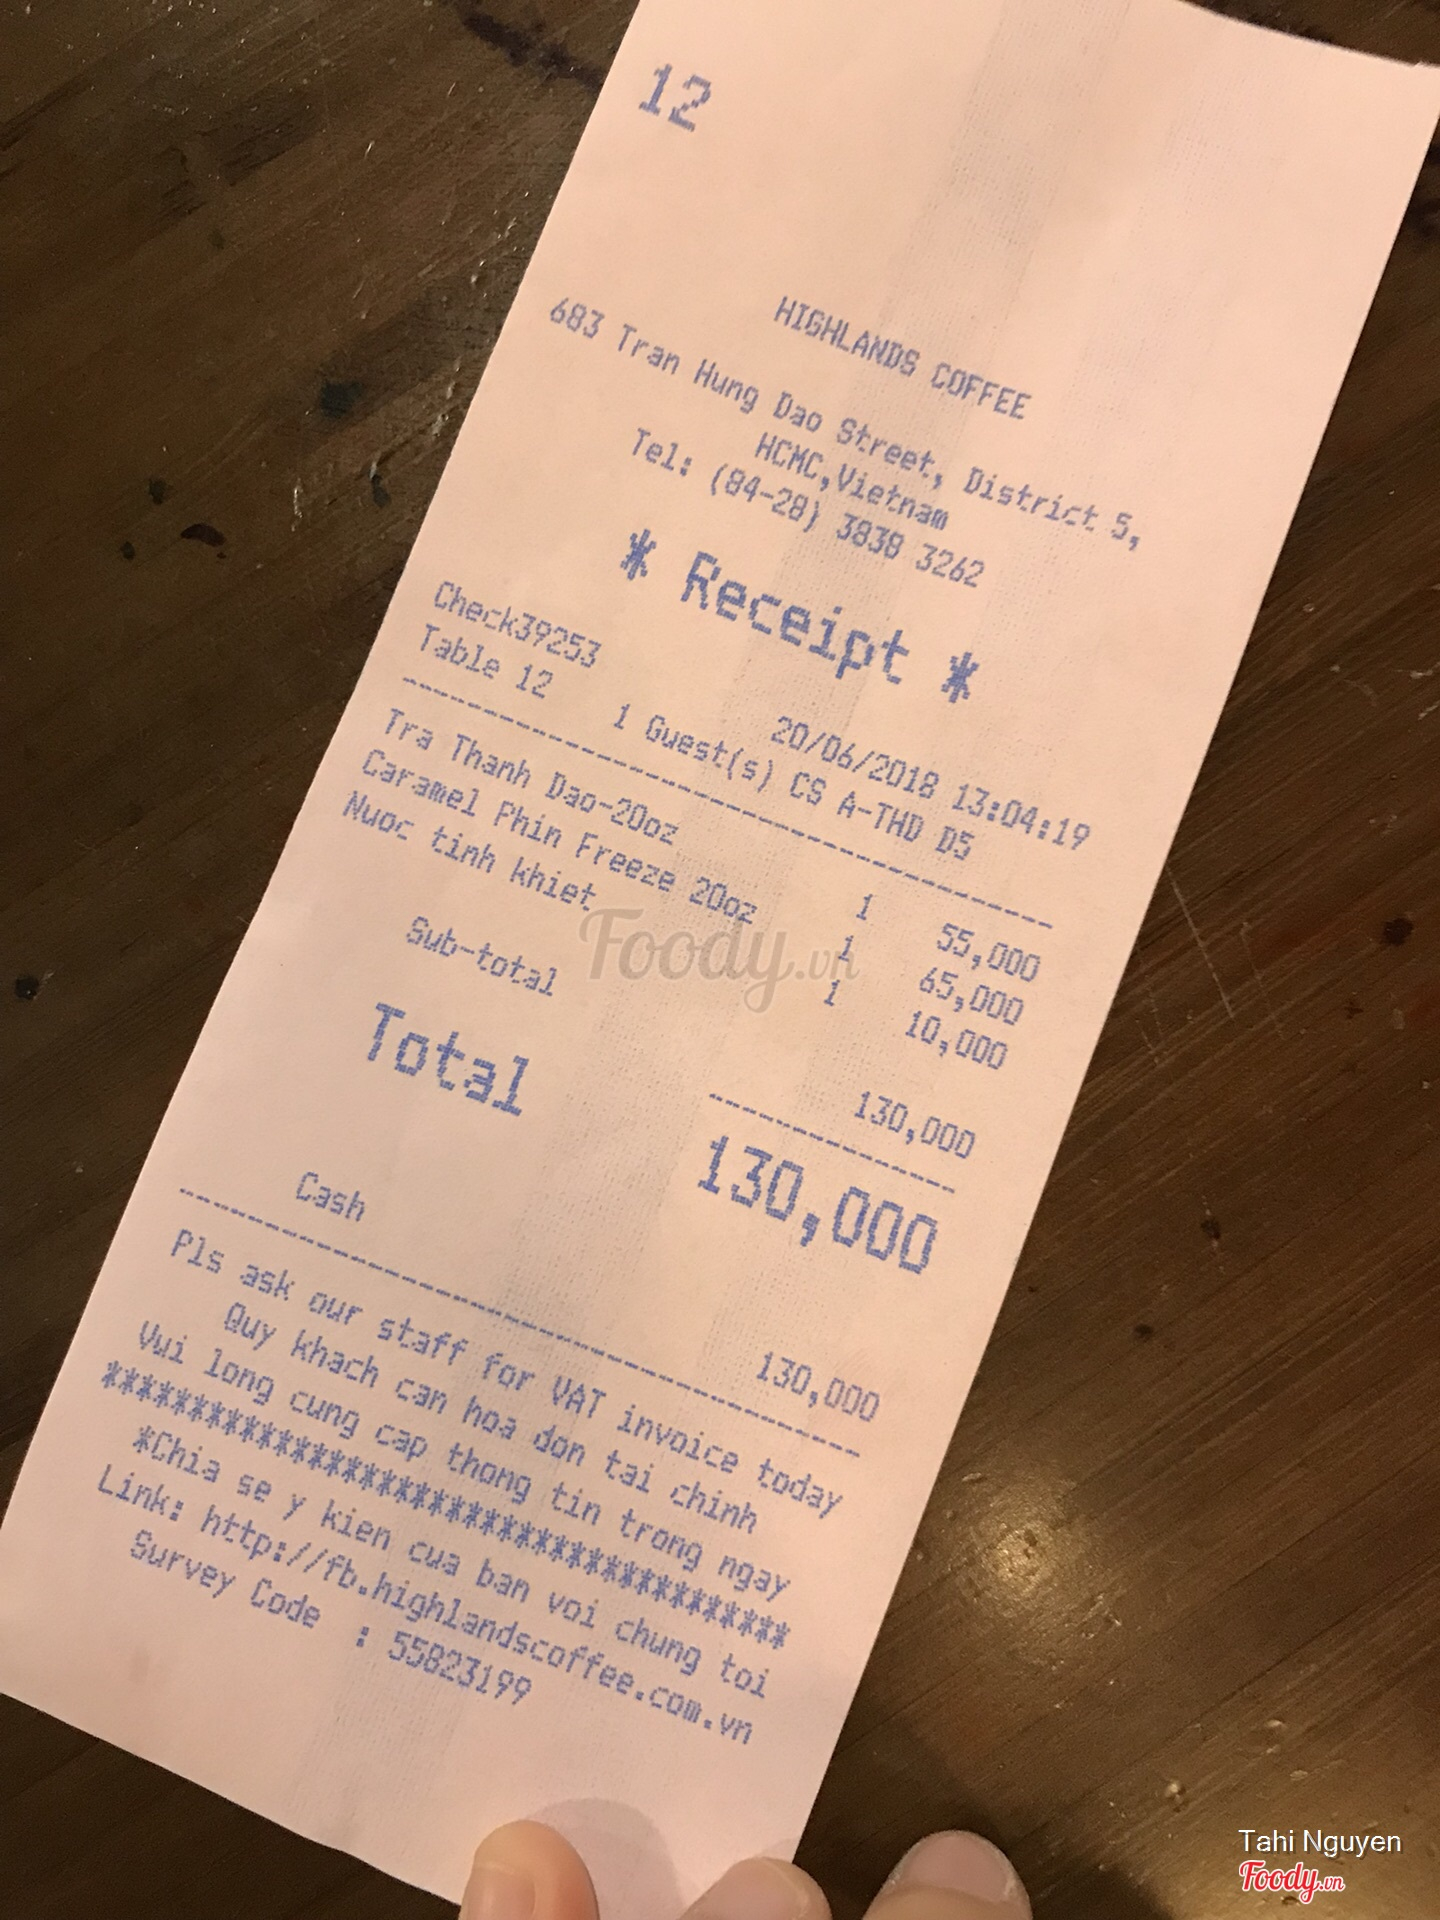 12
HIGHLANDS COFFEE
683 Tran Hung Dao Street, District 5,
HCMC,Vietnam
Tel: (84-28) 3838 3262
* Receipt *
Check39253 20/06/2018 13:04:19
Table 12 1 Guest(s) CS A-THD D5
Tra Thanh Dao-20oz 1 55,000
Caramel Phin Freeze 20oz 1 65,000
Nuoc tinh khiet 1 10,000
Sub-total 130,000
Total 130,000
Cash 130,000
Pls ask our staff for VAT invoice today
Quy khach can hoa don tai chinh
Vui long cung cap thong tin trong ngay
****************************************
*Chia se y kien cua ban voi chung toi
Link: http://fb.highlandscoffee.com.vn
Survey Code : 55823199
Foody.vn
Tahi Nguyen
Foody.vn